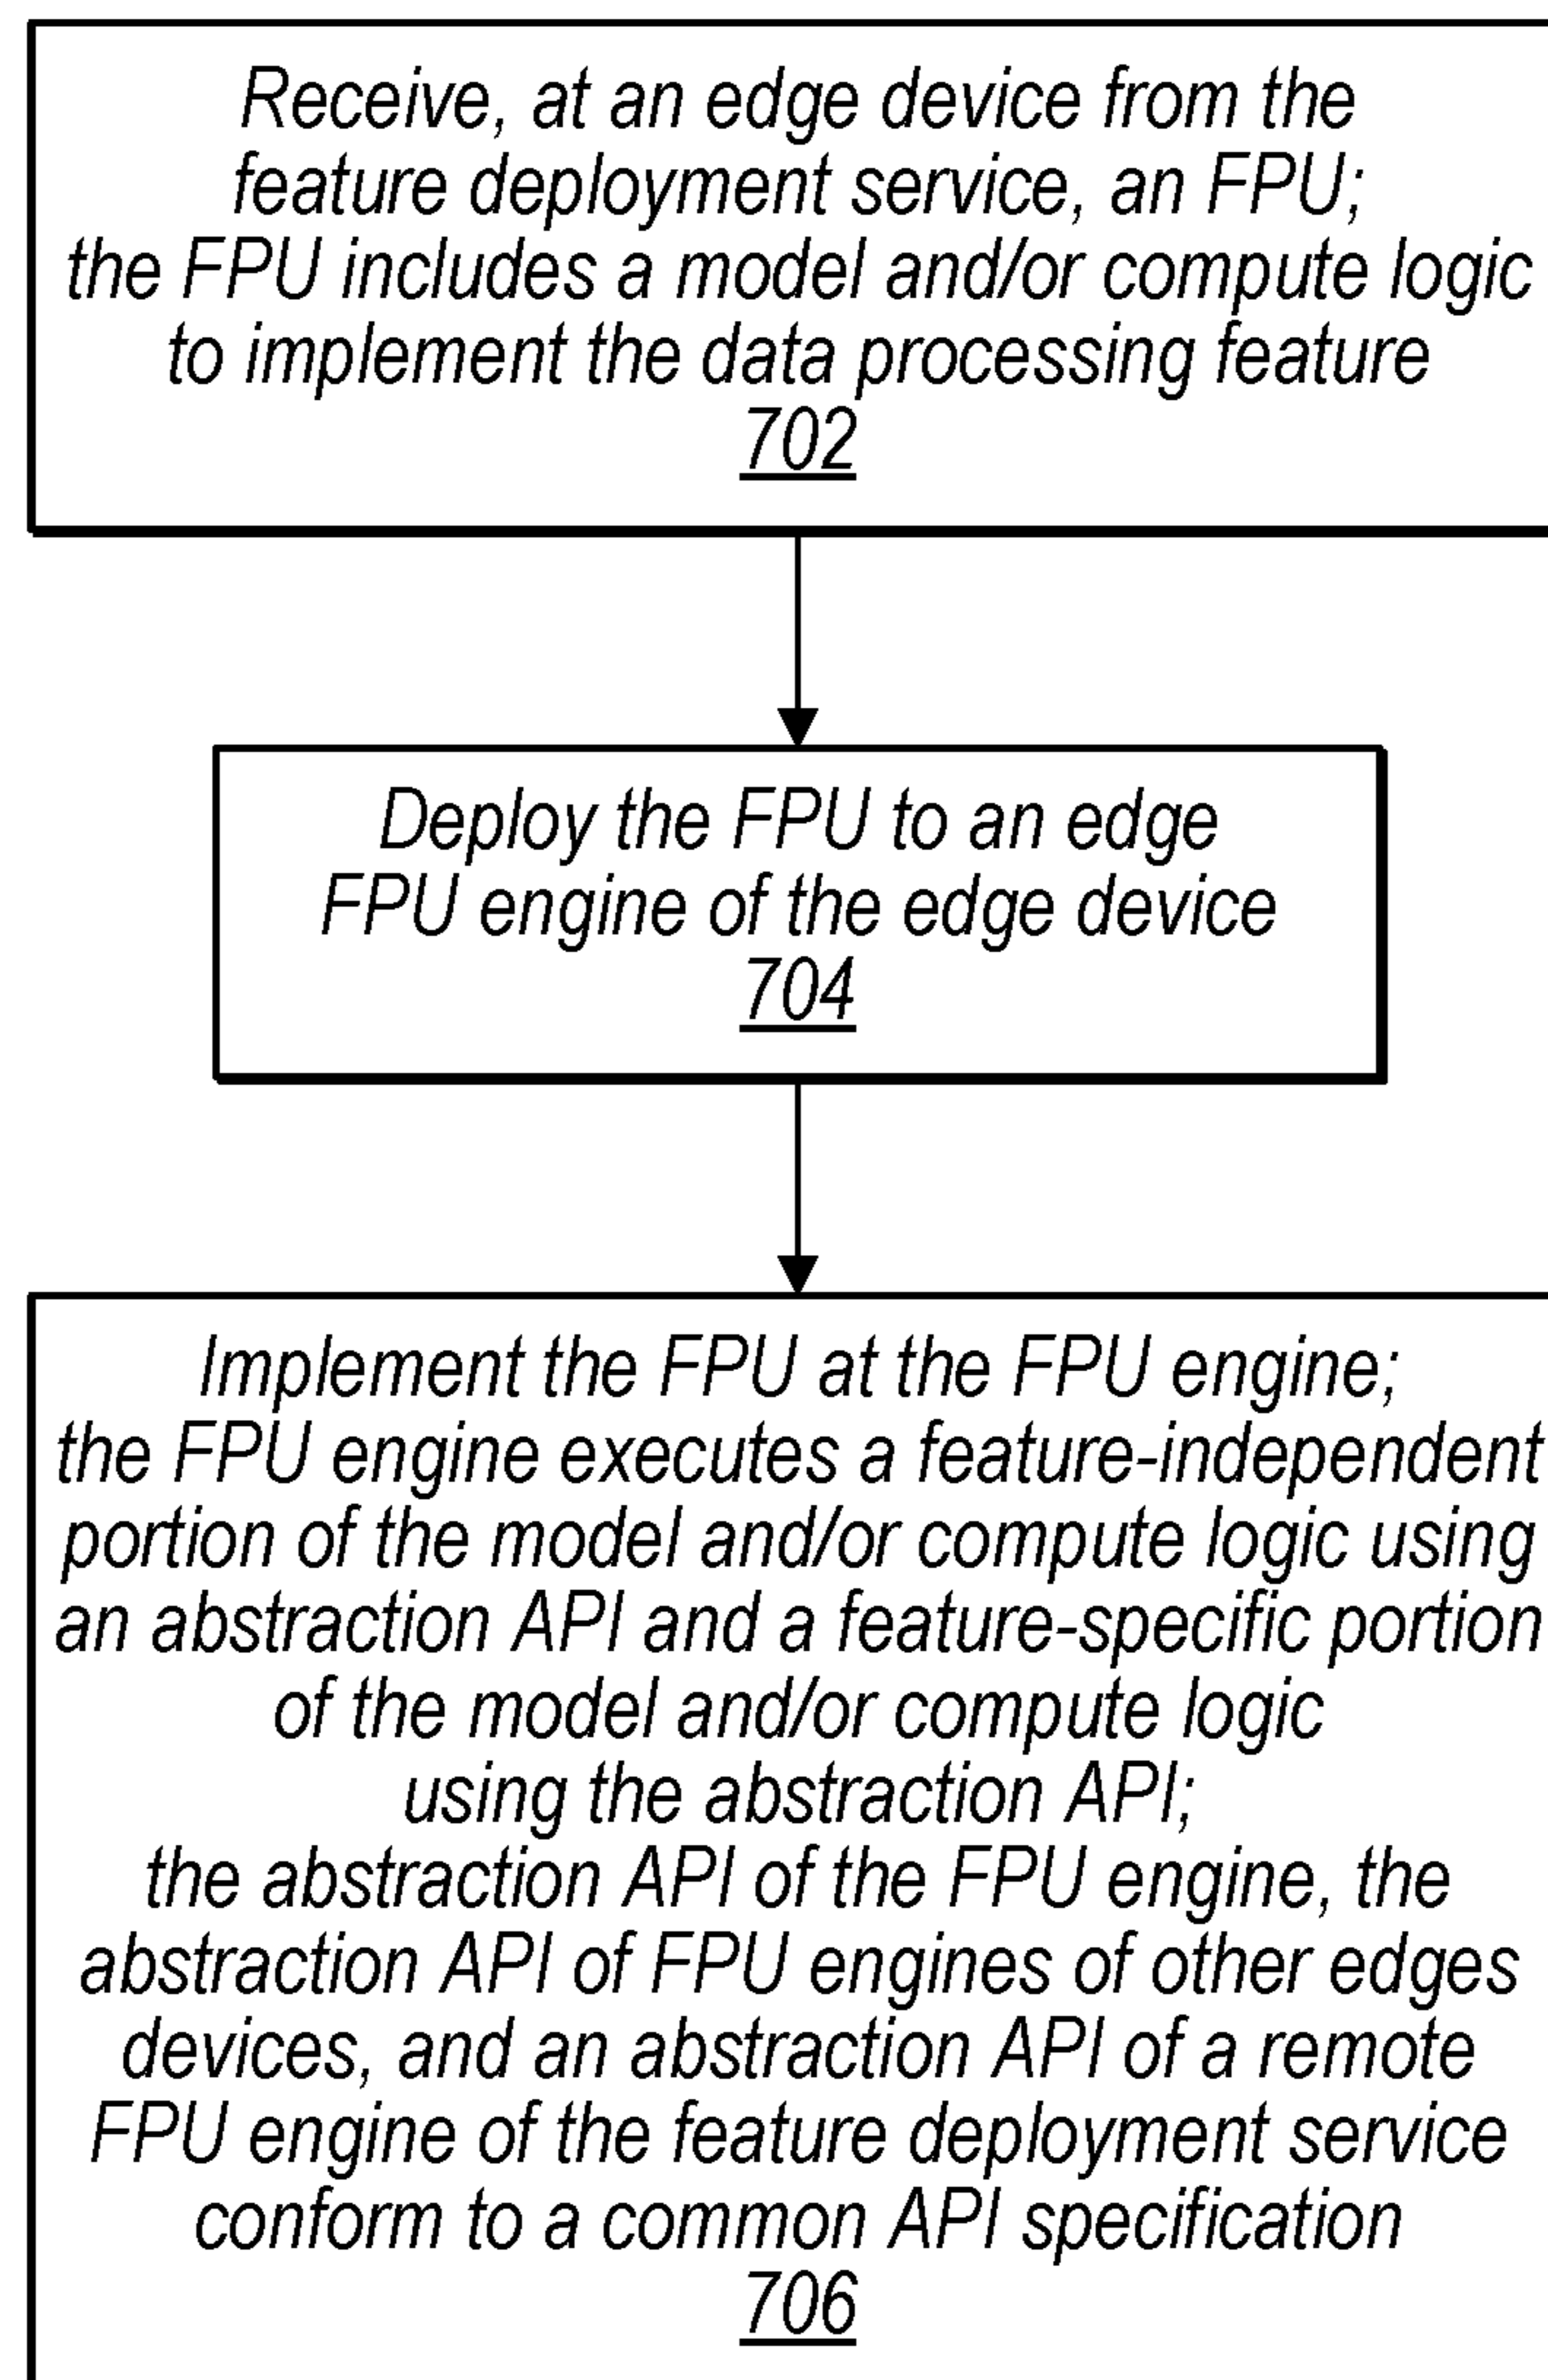 Receive, at an edge device from the
feature deployment service, an FPU;
the FPU includes a model and/or compute logic
to implement the data processing feature
702
Deploy the FPU to an edge
FPU engine of the edge device
704
Implement the FPU at the FPU engine;
the FPU engine executes a feature-independent
portion of the model and/or compute logic using
an abstraction API and a feature-specific portion
of the model and/or compute logic
using the abstraction API;
the abstraction API of the FPU engine, the
abstraction API of FPU engines of other edges
devices, and an abstraction API of a remote
FPU engine of the feature deployment service
conform to a common API specification
706